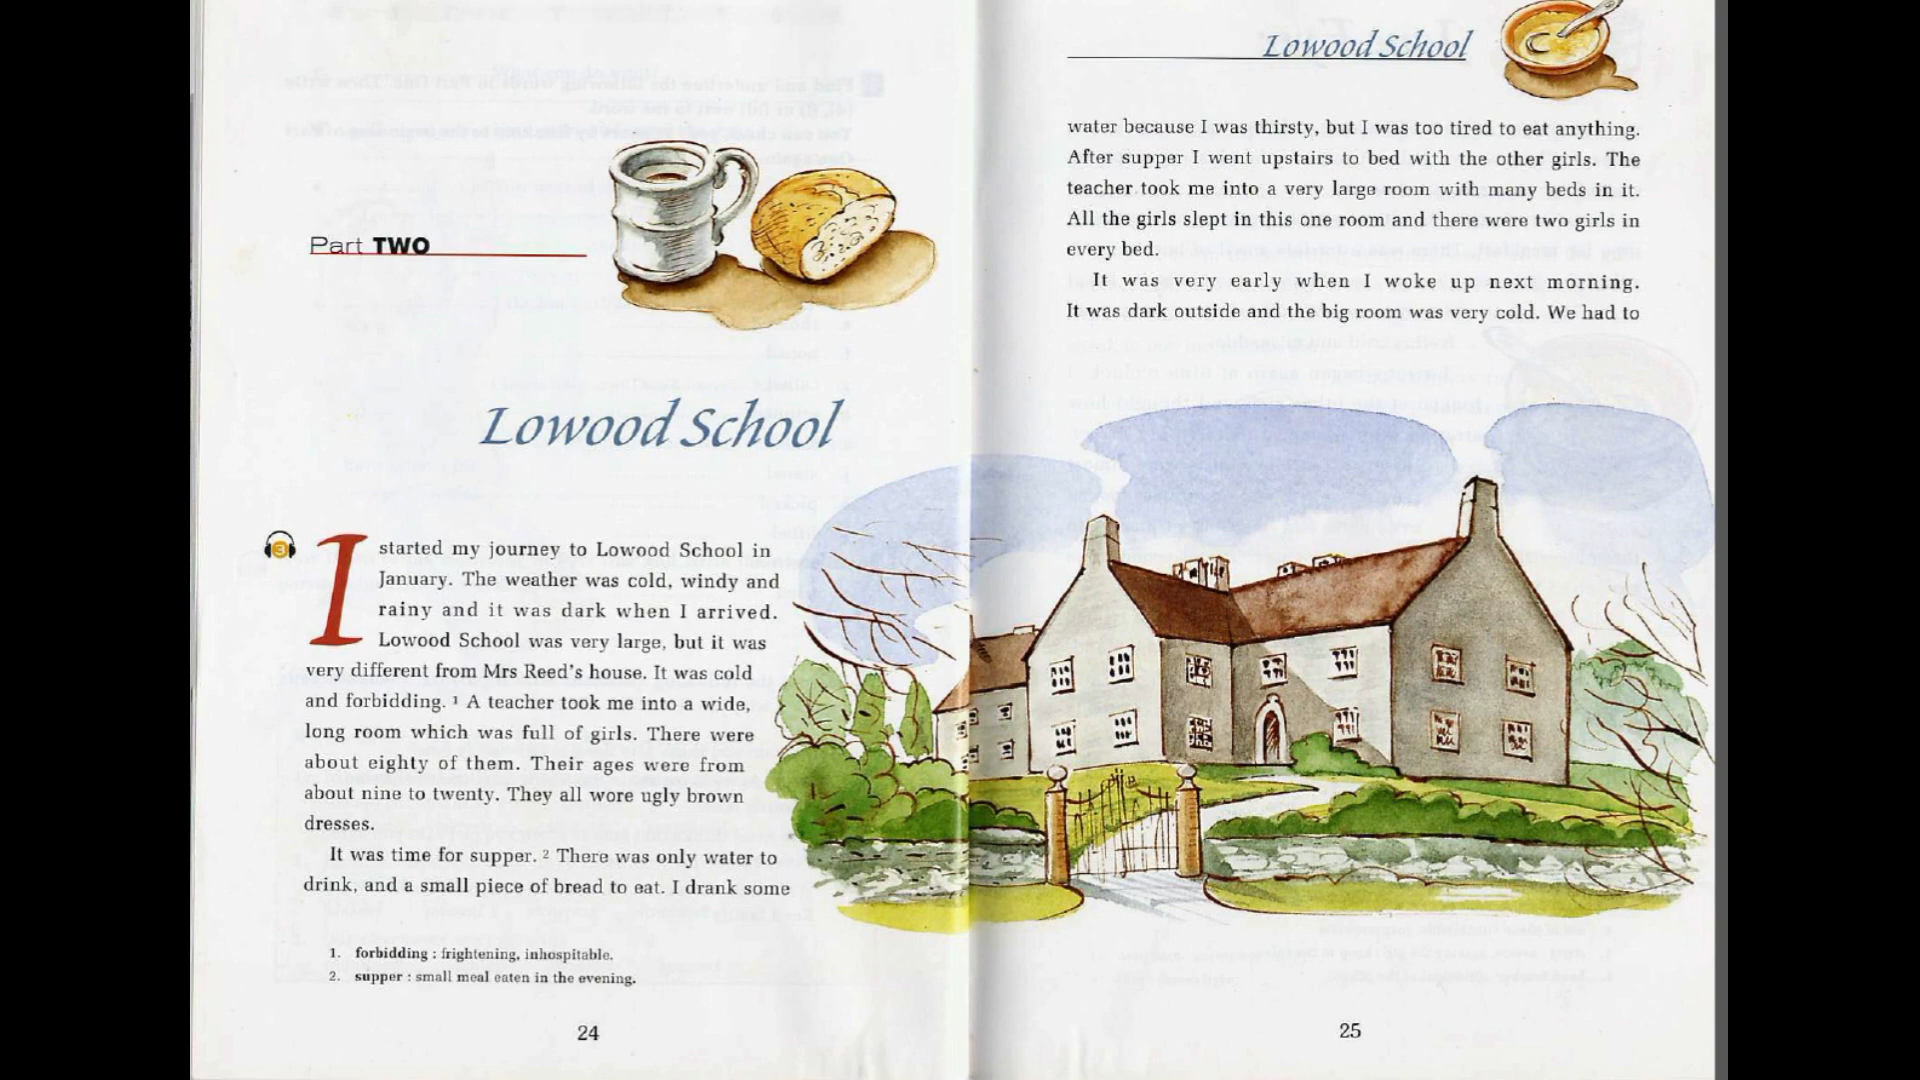 Part TWO
Lowood School
3
I started my journey to Lowood School in
January. The weather was cold, windy and
rainy and it was dark when I arrived.
Lowood School was very large, but it was
very different from Mrs Reed's house. It was cold
and forbidding. 1 A teacher took me into a wide,
long room which was full of girls. There were
about eighty of them. Their ages were from
about nine to twenty. They all wore ugly brown
dresses.
It was time for supper. 2 There was only water to
drink, and a small piece of bread to eat. I drank some
1. forbidding : frightening, inhospitable.
2. supper : small meal eaten in the evening.
24
Lowood School
water because I was thirsty, but I was too tired to eat anything.
After supper I went upstairs to bed with the other girls. The
teacher took me into a very large room with many beds in it.
All the girls slept in this one room and there were two girls in
every bed.
It was very early when I woke up next morning.
It was dark outside and the big room was very cold. We had to
25